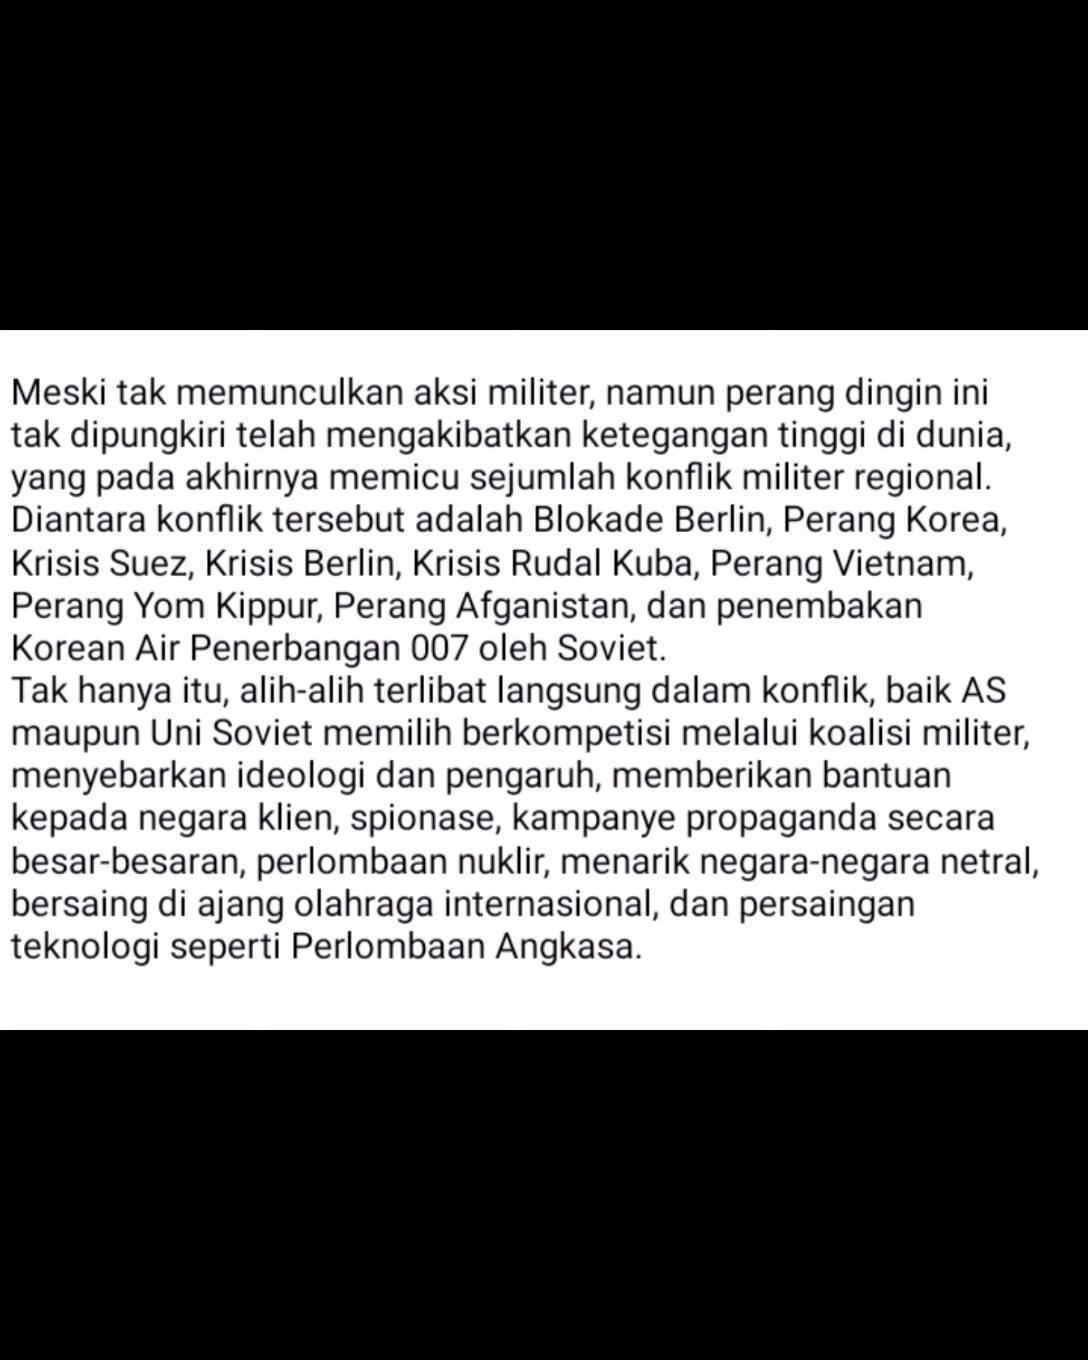 Meski tak memunculkan aksi militer, namun perang dingin ini
tak dipungkiri telah mengakibatkan ketegangan tinggi di dunia,
yang pada akhirnya memicu sejumlah konflik militer regional.
Diantara konflik tersebut adalah Blokade Berlin, Perang Korea,
Krisis Suez, Krisis Berlin, Krisis Rudal Kuba, Perang Vietnam,
Perang Yom Kippur, Perang Afganistan, dan penembakan
Korean Air Penerbangan 007 oleh Soviet.
Tak hanya itu, alih-alih terlibat langsung dalam konflik, baik AS
maupun Uni Soviet memilih berkompetisi melalui koalisi militer,
menyebarkan ideologi dan pengaruh, memberikan bantuan
kepada negara klien, spionase, kampanye propaganda secara
besar-besaran, perlombaan nuklir, menarik negara-negara netral,
bersaing di ajang olahraga internasional, dan persaingan
teknologi seperti Perlombaan Angkasa.